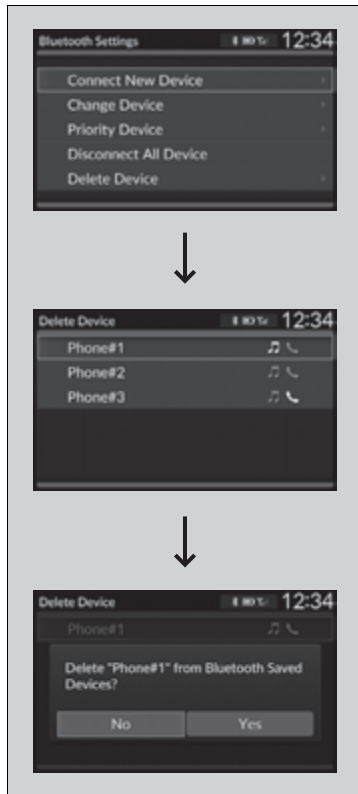 Bluetooth Settings 12:34
Connect New Device
Change Device
Priority Device
Disconnect All Device
Delete Device
Delete Device 12:34
Phone#1
Phone#2
Phone#3
Delete Device 12:34
Phone#1
Delete "Phone#1" from Bluetooth Saved
Devices?
No Yes